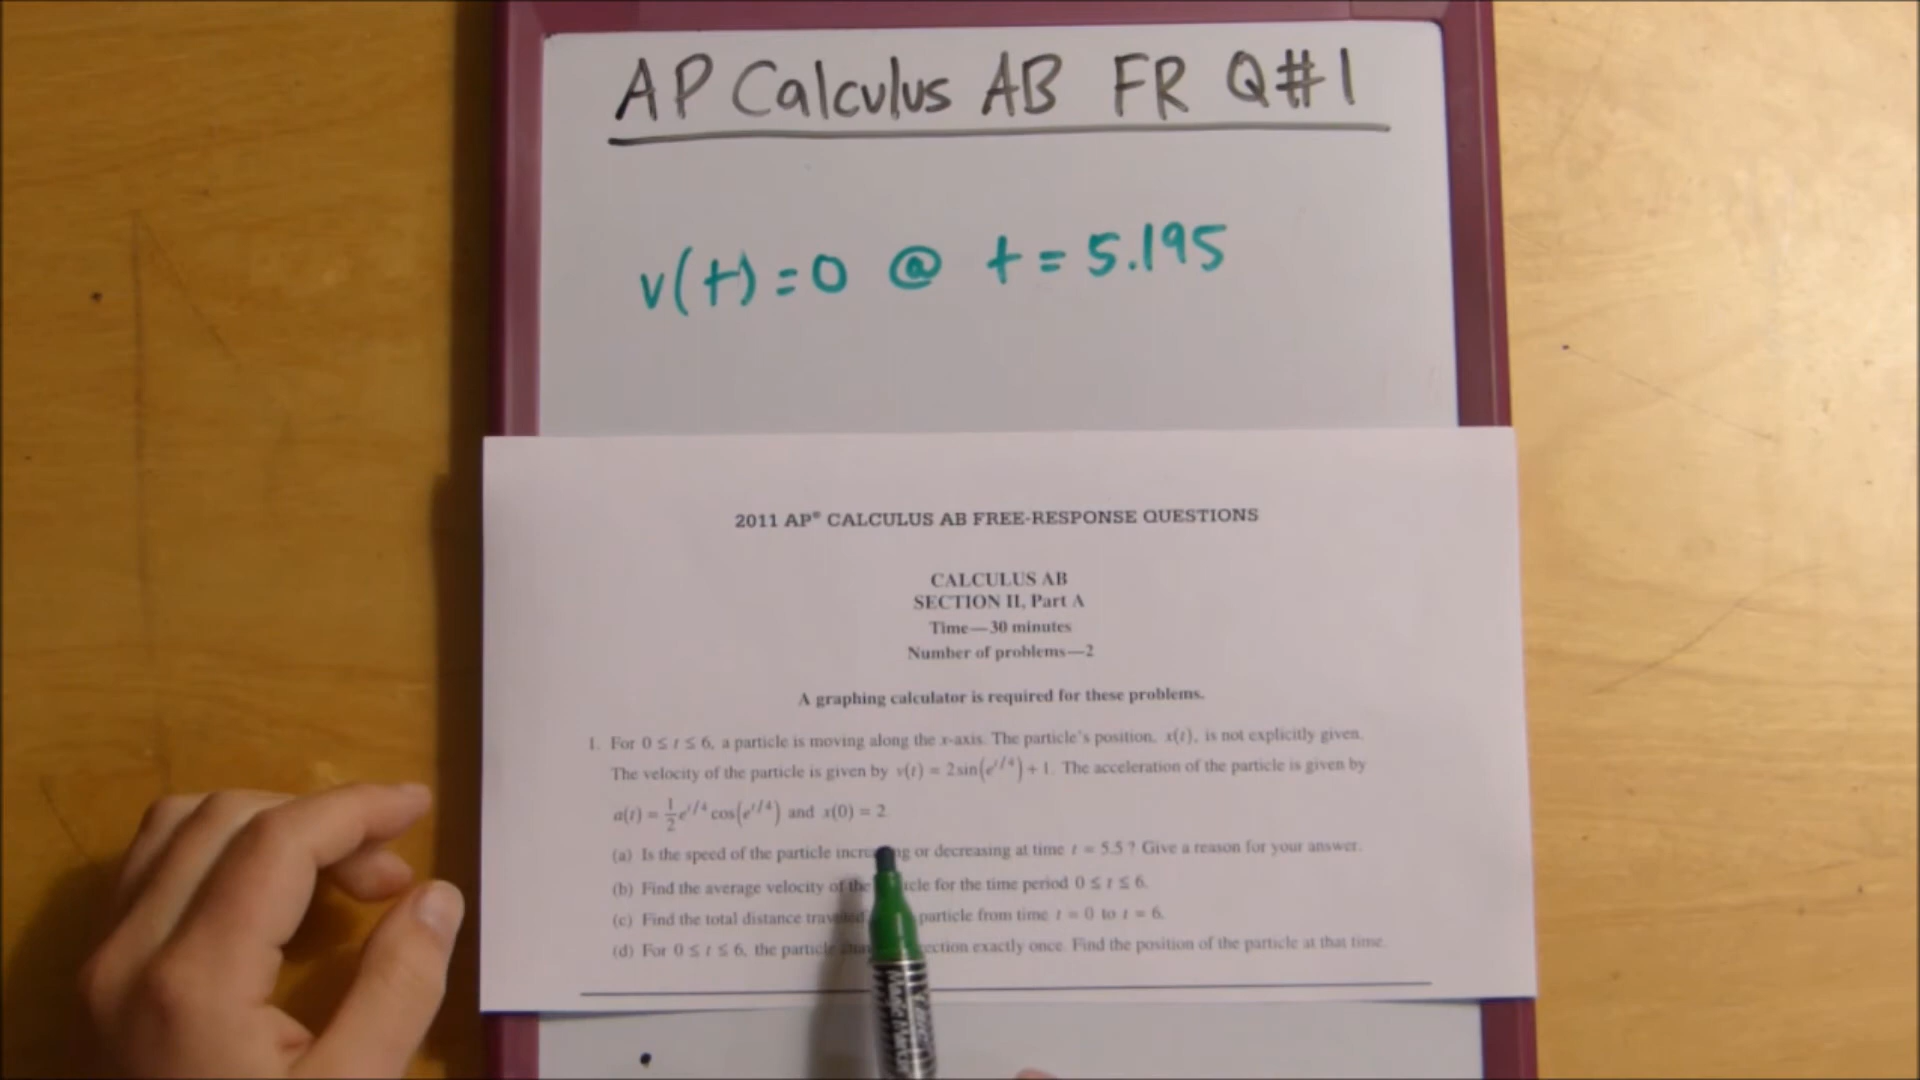 AP Calculus AB FR Q#1
v(t)=0 @ t=5.195
2011 AP® CALCULUS AB FREE-RESPONSE QUESTIONS
CALCULUS AB
SECTION II, Part A
Time—30 minutes
Number of problems—2
A graphing calculator is required for these problems.
1. For 0 ≤ t ≤ 6, a particle is moving along the x-axis. The particle's position, x(t), is not explicitly given.
The velocity of the particle is given by v(t) = 2sin(e^(t/4)) + 1. The acceleration of the particle is given by
a(t) = 1/2 e^(t/4) cos(e^(t/4)) and x(0) = 2
(a) Is the speed of the particle or decreasing at time t = 5.5? Give a reason for your answer.
(b) Find the average velocity of the for the time period 0 ≤ t ≤ 6.
(c) Find the total distance particle from time t = 0 to t = 6.
(d) For 0 ≤ t ≤ 6, the particle exactly once. Find the position of the particle at that time.